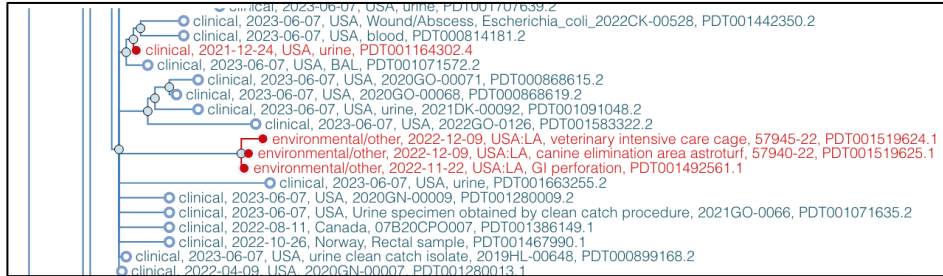 clinical, 2023-06-07, USA, urine, PDT001707639.2
clinical, 2023-06-07, USA, Wound/Abscess, Escherichia_coli_2022CK-00528, PDT001442350.2
clinical, 2023-06-07, USA, blood, PDT000814181.2
clinical, 2021-12-24, USA, urine, PDT001164302.4
clinical, 2023-06-07, USA, BAL, PDT001071572.2
clinical, 2023-06-07, USA, 2020GO-00071, PDT000868615.2
clinical, 2023-06-07, USA, 2020GO-00068, PDT000868619.2
clinical, 2023-06-07, USA, urine, 2021DK-00092, PDT001091048.2
clinical, 2023-06-07, USA, 2022GO-0126, PDT001583322.2
environmental/other, 2022-12-09, USA:LA, veterinary intensive care cage, 57945-22, PDT001519624.1
environmental/other, 2022-12-09, USA:LA, canine elimination area astroturf, 57940-22, PDT001519625.1
environmental/other, 2022-11-22, USA:LA, GI perforation, PDT001492561.1
clinical, 2023-06-07, USA, urine, PDT001663255.2
clinical, 2023-06-07, USA, 2020GN-00009, PDT001280009.2
clinical, 2023-06-07, USA, Urine specimen obtained by clean catch procedure, 2021GO-0066, PDT001071635.2
clinical, 2022-08-11, Canada, 07B20CPO007, PDT001386149.1
clinical, 2022-10-26, Norway, Rectal sample, PDT001467990.1
clinical, 2023-06-07, USA, urine clean catch isolate, 2019HL-00648, PDT000899168.2
clinical, 2022-04-09, USA, 2020GN-00007, PDT001280013.1